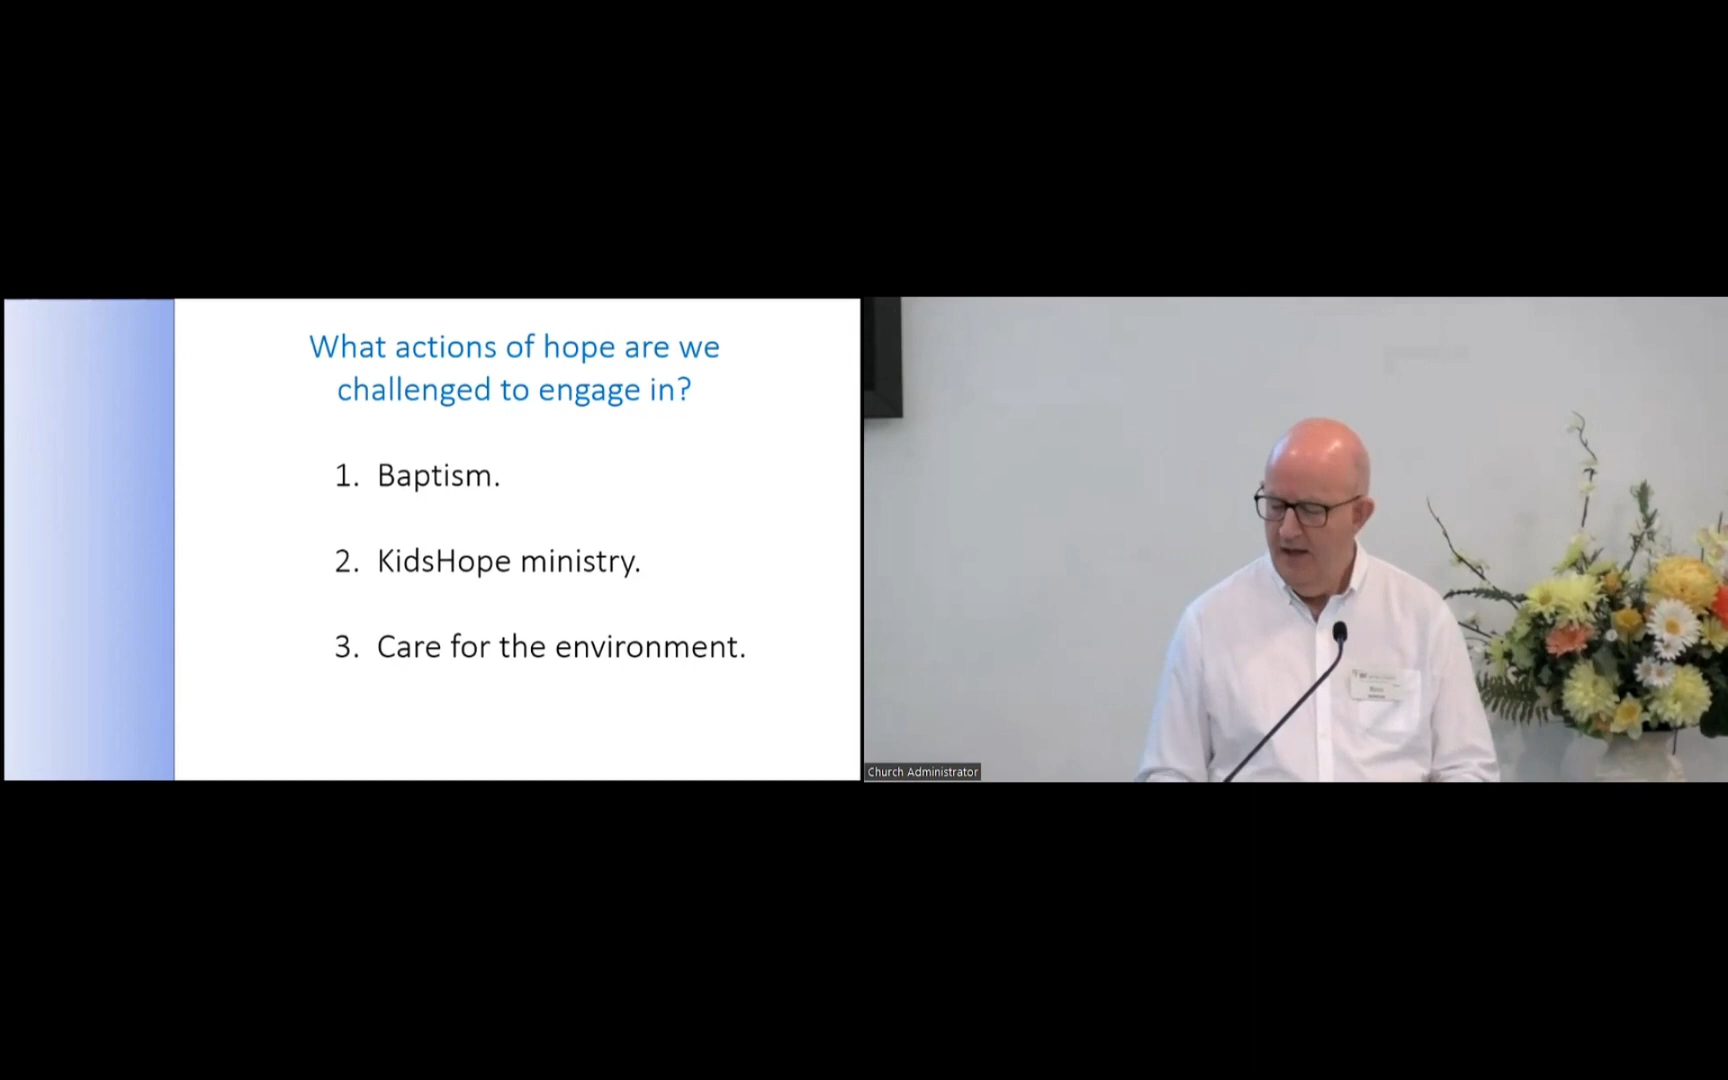 What actions of hope are we
challenged to engage in?
1. Baptism.
2. KidsHope ministry.
3. Care for the environment.
Church Administrator